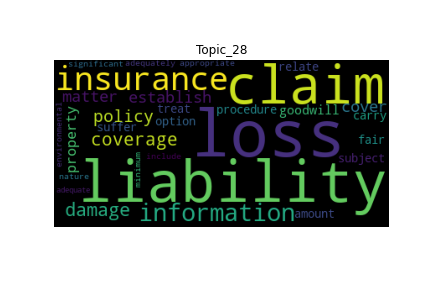 Topic_28
significant adequately appropriate
insurance claim relate
matter establish cover
property policy treat option procedure goodwill carry
environmental suffer loss fair
coverage include minimum subject
nature liability
adequate
damage information amount